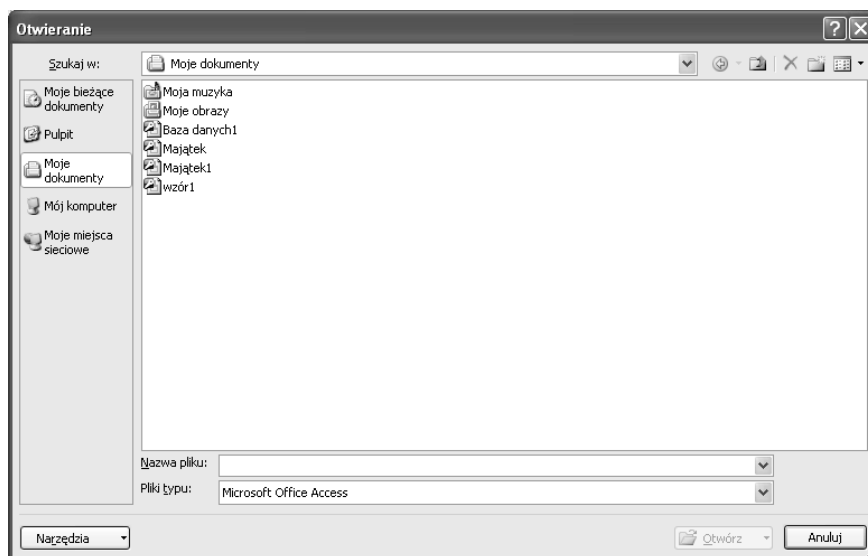 Otwieranie
Szukaj w:
Moje dokumenty
Moje bieżące
dokumenty
Pulpit
Moje
dokumenty
Mój komputer
Moje miejsca
sieciowe
Moja muzyka
Moje obrazy
Baza danych1
Majątek
Majątek1
wzór1
Nazwa pliku:
Pliki typu:
Microsoft Office Access
Narzędzia
Otwórz
Anuluj